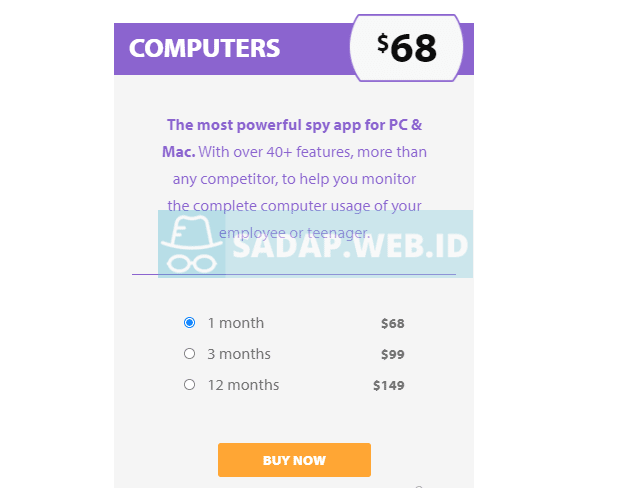 COMPUTERS
$68
The most powerful spy app for PC &
Mac. With over 40+ features, more than
any competitor, to help you monitor
the complete computer usage of your
employee or teenager.
SADAP.WEB.ID
1 month $68
3 months $99
12 months $149
BUY NOW